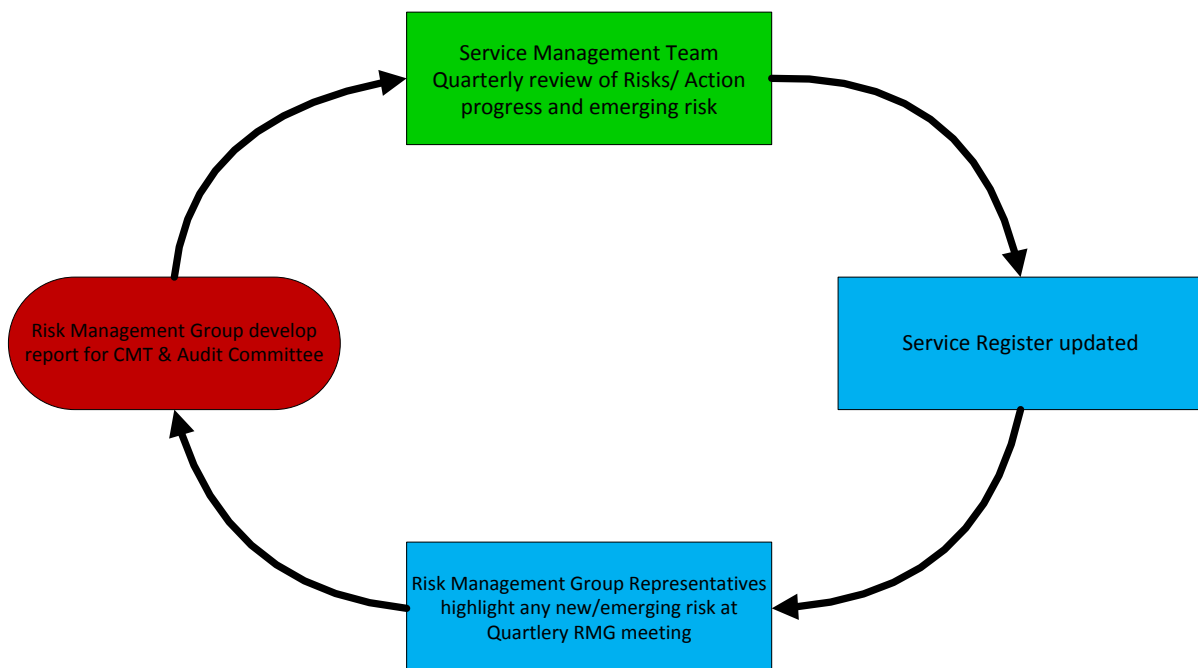 Service Management Team
Quarterly review of Risks/ Action
progress and emerging risk
Service Register updated
Risk Management Group Representatives
highlight any new/emerging risk at
Quartlery RMG meeting
Risk Management Group develop
report for CMT & Audit Committee